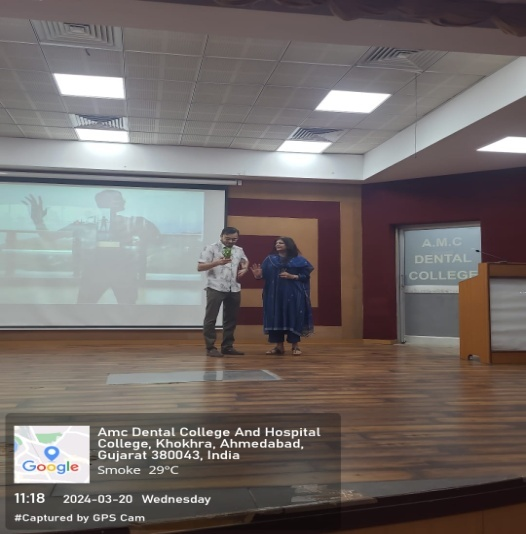 A.M.C
DENTAL
COLLEGE
Amc Dental College And Hospital
College, Khokhra, Ahmedabad,
Gujarat 380043, India
Google
Smoke 29°C
11:18 2024-03-20 Wednesday
#Captured by GPS Cam